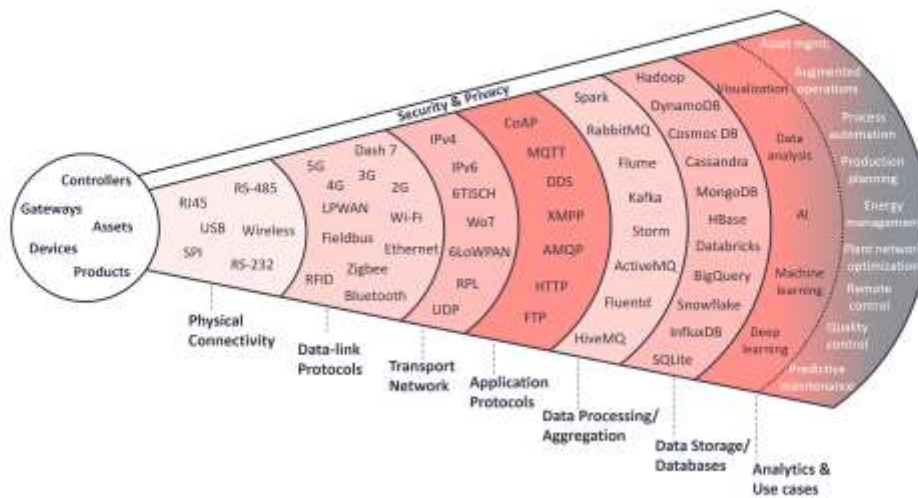 Security & Privacy
Controllers
Gateways
Assets
Devices
Products
RJ45
RS-485
USB
Wireless
SPI
RS-232
Physical
Connectivity
5G
Dash 7
4G
3G
2G
LPWAN
Wi-Fi
Fieldbus
Ethernet
RFID
Zigbee
Bluetooth
Data-link
Protocols
IPv4
IPv6
6TiSCH
WoT
6LoWPAN
RPL
UDP
Transport
Network
CoAP
MQTT
DDS
XMPP
AMQP
HTTP
FTP
Application
Protocols
Spark
RabbitMQ
Flume
Kafka
Storm
ActiveMQ
Fluentd
HiveMQ
Data Processing/
Aggregation
Hadoop
DynamoDB
Cosmos DB
Cassandra
MongoDB
HBase
Databricks
BigQuery
Snowflake
InfluxDB
SQLite
Data Storage/
Databases
Visualization
Data
analysis
AI
Machine
learning
Deep
learning
Asset mgmt.
Augmented
operations
Process
automation
Production
planning
Energy
management
Plant network
optimization
Remote
control
Quality
control
Predictive
maintenance
Analytics &
Use cases